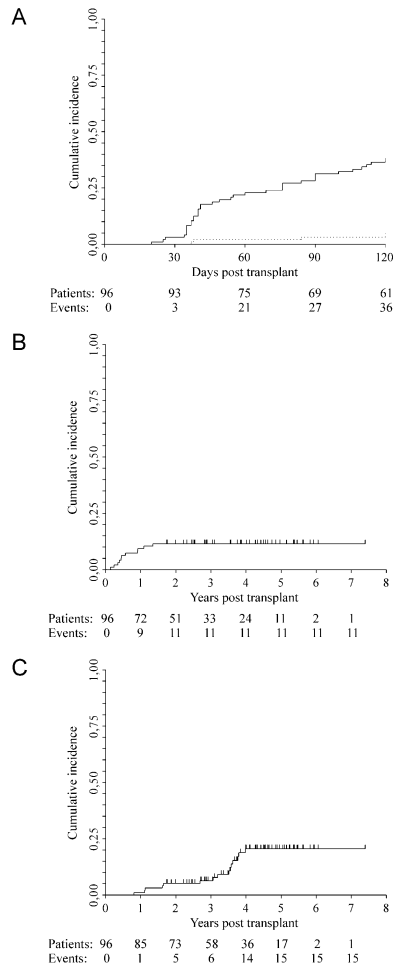 A
Cumulative incidence
1,00
0,75
0,50
0,25
0,00
0 30 60 90 120
Days post transplant
Patients: 96 93 75 69 61
Events: 0 3 21 27 36
B
Cumulative incidence
1,00
0,75
0,50
0,25
0,00
0 1 2 3 4 5 6 7 8
Years post transplant
Patients: 96 72 51 33 24 11 2 1
Events: 0 9 11 11 11 11 11 11
C
Cumulative incidence
1,00
0,75
0,50
0,25
0,00
0 1 2 3 4 5 6 7 8
Years post transplant
Patients: 96 85 73 58 36 17 2 1
Events: 0 1 5 6 14 15 15 15